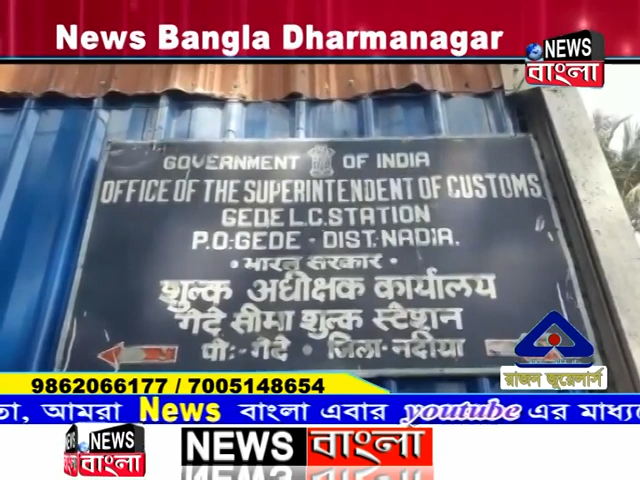 News Bangla Dharmanagar
NEWS
বাংলা
GOVERNMENT OF INDIA
OFFICE OF THE SUPERINTENDENT OF CUSTOMS
GEDE L.C. STATION
P.O:GEDE - DIST: NADIA.
• भारत सरकार •
शुल्क अधीक्षक कार्यालय
गेदे सीमा शुल्क स्टेशन
पो:- गेदे • जिला-नदीया
রাজল জুয়েলার্স
9862066177 / 7005148654
তা, আমরা News বাংলা এবার youtube এর মাধ্যমে
NEWS
বাংলা
NEWS বাংলা